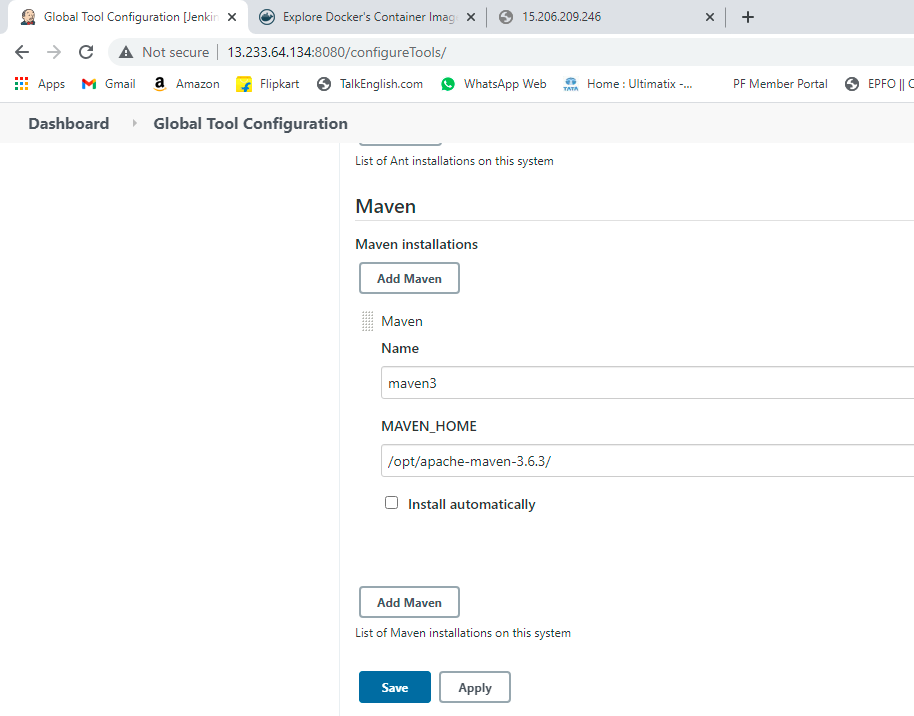 Global Tool Configuration [Jenkin
Explore Docker's Container Imag
15.206.209.246
Not secure
13.233.64.134:8080/configureTools/
Apps
Gmail
Amazon
Flipkart
TalkEnglish.com
WhatsApp Web
TATA
Home : Ultimatix -...
PF Member Portal
EPFO || 
Dashboard
Global Tool Configuration
List of Ant installations on this system
Maven
Maven installations
Add Maven
Maven
Name
maven3
MAVEN_HOME
/opt/apache-maven-3.6.3/
Install automatically
Add Maven
List of Maven installations on this system
Save
Apply